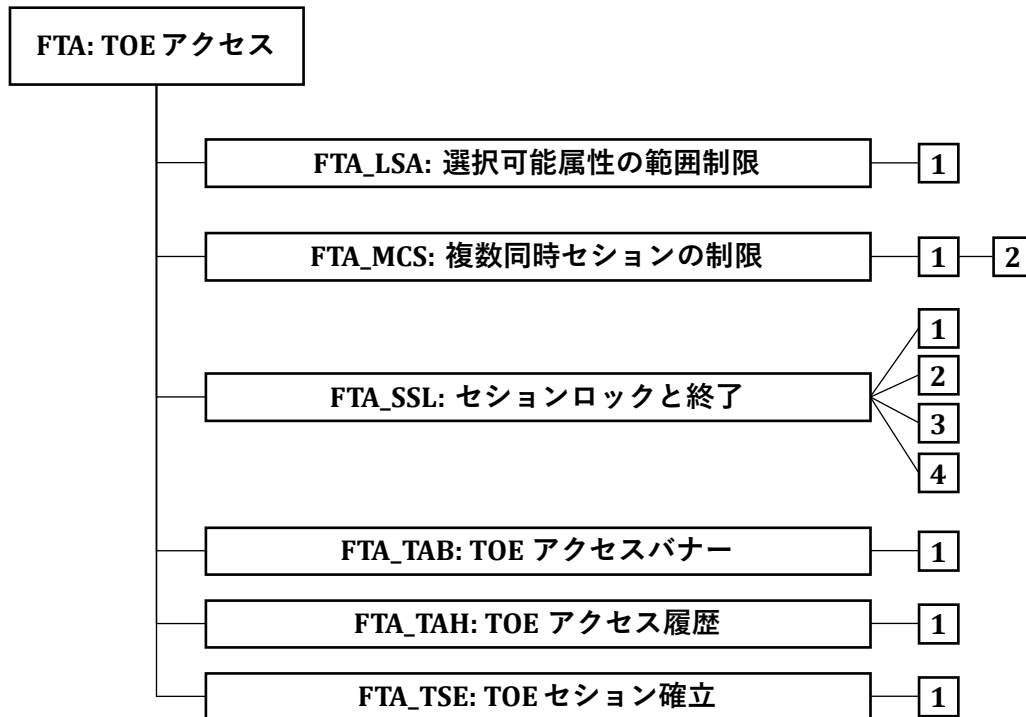 FTA: TOE アクセス
FTA_LSA: 選択可能属性の範囲制限
1
FTA_MCS: 複数同時セションの制限
1
2
FTA_SSL: セションロックと終了
1
2
3
4
FTA_TAB: TOE アクセスバナー
1
FTA_TAH: TOE アクセス履歴
1
FTA_TSE: TOE セション確立
1